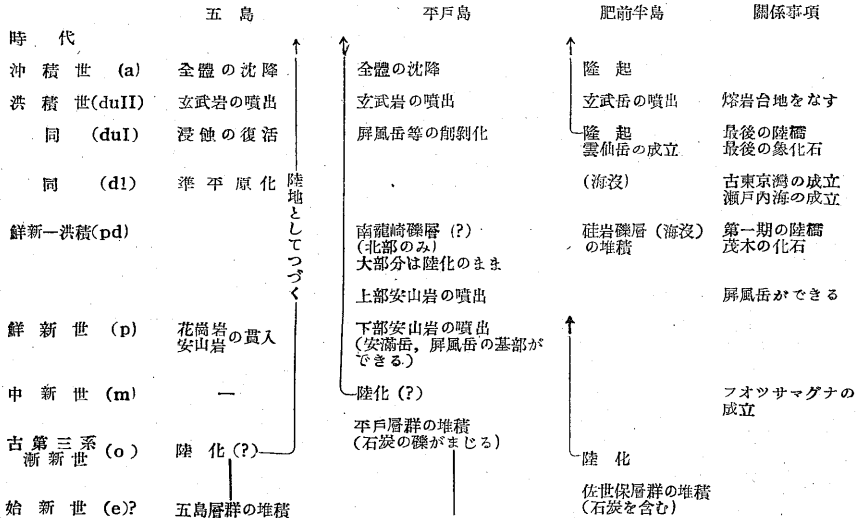 五島 平戸島 肥前半島 關係事項
時代
沖積世 (a) 全體の沈降 全體の沈降 隆起
洪積世 (duII) 玄武岩の噴出 玄武岩の噴出 玄武岳の噴出 熔岩台地をなす
同 (duI) 浸蝕の復活 屏風岳等の削剝化 隆起 最後の陸橋
雲仙岳の成立 最後の象化石
同 (dl) 準平原化 (海沒) 古東京灣の成立
瀬戸內海の成立
陸地としてつづく
鮮新—洪積(pd) 南龍崎礫層 (?) 硅岩礫層 (海沒) 第一期の陸橋
(北部のみ) の堆積 茂木の化石
大部分は陸化のまま
上部安山岩の噴出 屏風岳ができる
鮮新世 (p) 花崗岩 の貫入 下部安山岩の噴出
安山岩 (安滿岳，屏風岳の基部が
できる)
中新世 (m) — 陸化 (?) フオツサマグナの
成立
平戸層群の堆積
古第三系 (石炭の礫がまじる)
漸新世 (o) 陸化 (?) 陸化
佐世保層群の堆積
始新世 (e)? 五島層群の堆積 (石炭を含む)